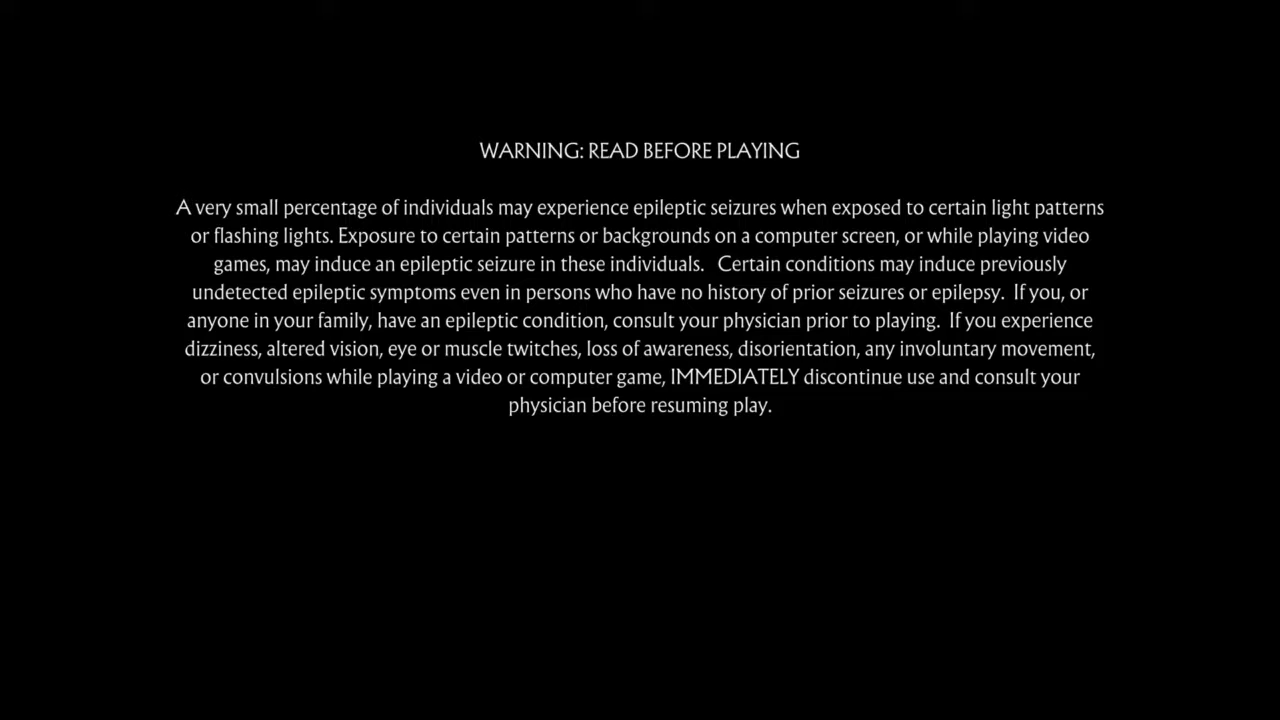 WARNING: READ BEFORE PLAYING
A very small percentage of individuals may experience epileptic seizures when exposed to certain light patterns
or flashing lights. Exposure to certain patterns or backgrounds on a computer screen, or while playing video
games, may induce an epileptic seizure in these individuals.   Certain conditions may induce previously
undetected epileptic symptoms even in persons who have no history of prior seizures or epilepsy.  If you, or
anyone in your family, have an epileptic condition, consult your physician prior to playing.  If you experience
dizziness, altered vision, eye or muscle twitches, loss of awareness, disorientation, any involuntary movement,
or convulsions while playing a video or computer game, IMMEDIATELY discontinue use and consult your
physician before resuming play.